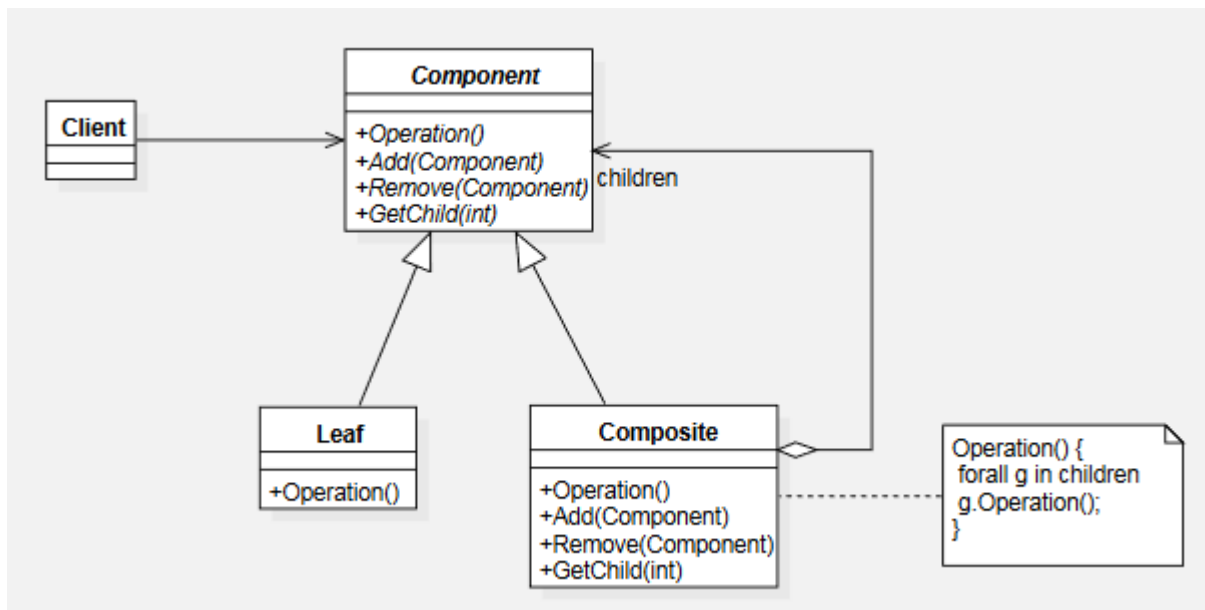 Component
+Operation()
+Add(Component)
+Remove(Component)
+GetChild(int)
Client
children
Leaf
+Operation()
Composite
+Operation()
+Add(Component)
+Remove(Component)
+GetChild(int)
Operation() {
forall g in children
g.Operation();
}